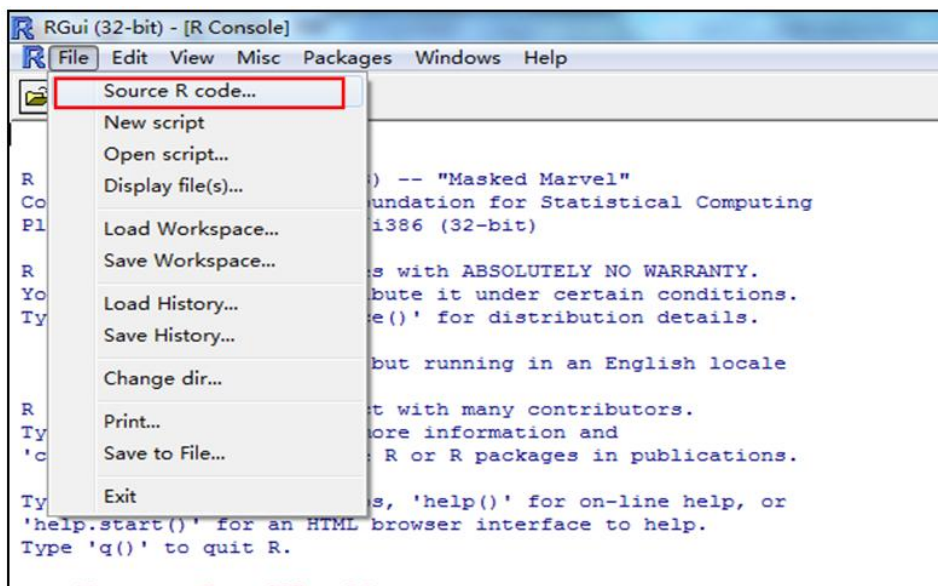 RGui (32-bit) - [R Console]
File Edit View Misc Packages Windows Help
Source R code...
New script
Open script...
Display file(s)...
Load Workspace...
Save Workspace...
Load History...
Save History...
Change dir...
Print...
Save to File...
Exit
R ) -- "Masked Marvel"
Co undation for Statistical Computing
Pl i386 (32-bit)
R s with ABSOLUTELY NO WARRANTY.
Yo bute it under certain conditions.
Ty e()' for distribution details.
but running in an English locale
R t with many contributors.
Ty ore information and
'c R or R packages in publications.
Ty s, 'help()' for on-line help, or
'help.start()' for an HTML browser interface to help.
Type 'q()' to quit R.